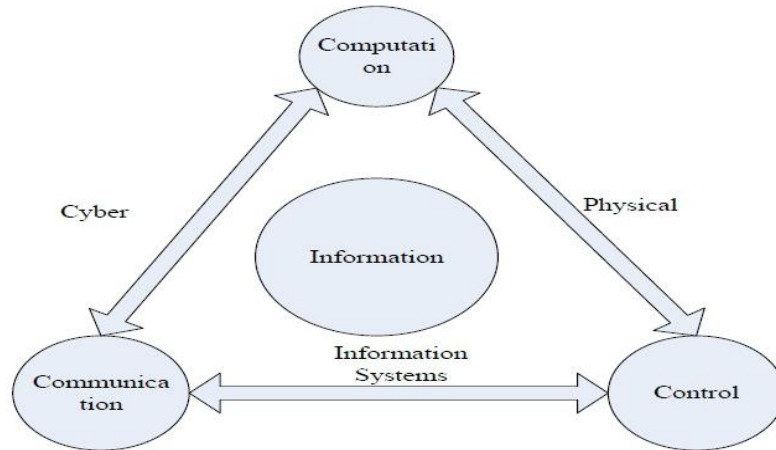 Computati
on
Cyber
Physical
Information
Information
Systems
Communica
tion
Control